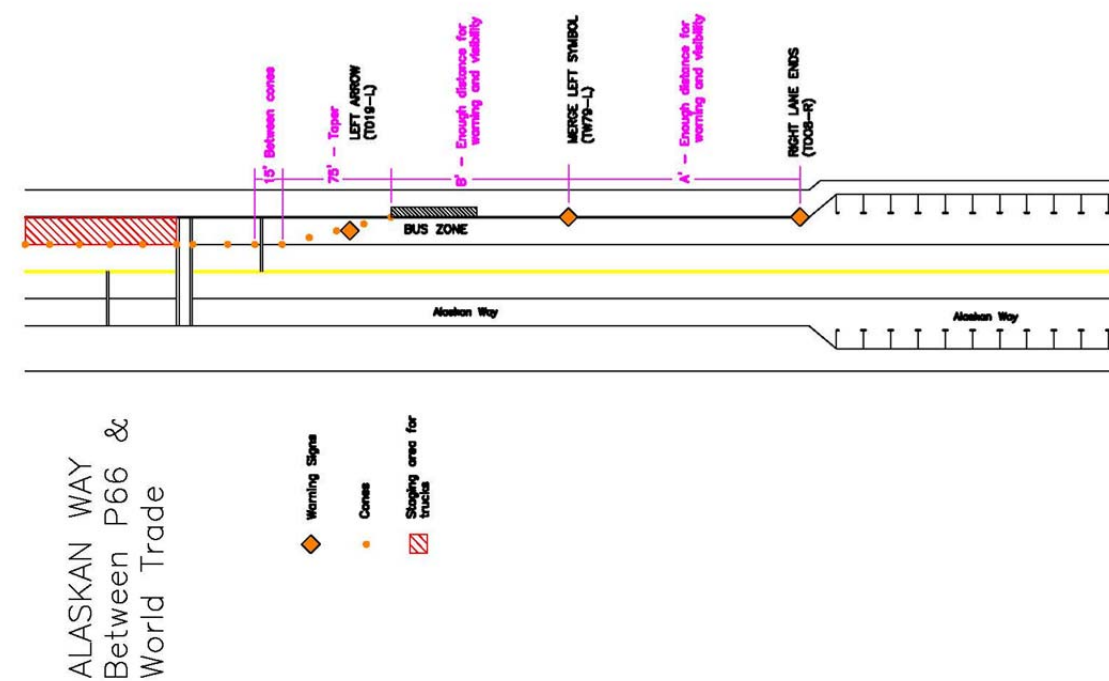 ALASKAN WAY
Between P66 &
World Trade
Warning Signs
Cones
Staging area for
trucks
15' Between cones
75' - Taper
LEFT ARROW
(TO19-L)
B' - Enough distance for
warning and visibility
MERGE LEFT SYMBOL
(TW79-L)
A' - Enough distance for
warning and visibility
RIGHT LANE ENDS
(TO08-R)
BUS ZONE
Alaskan Way
Alaskan Way